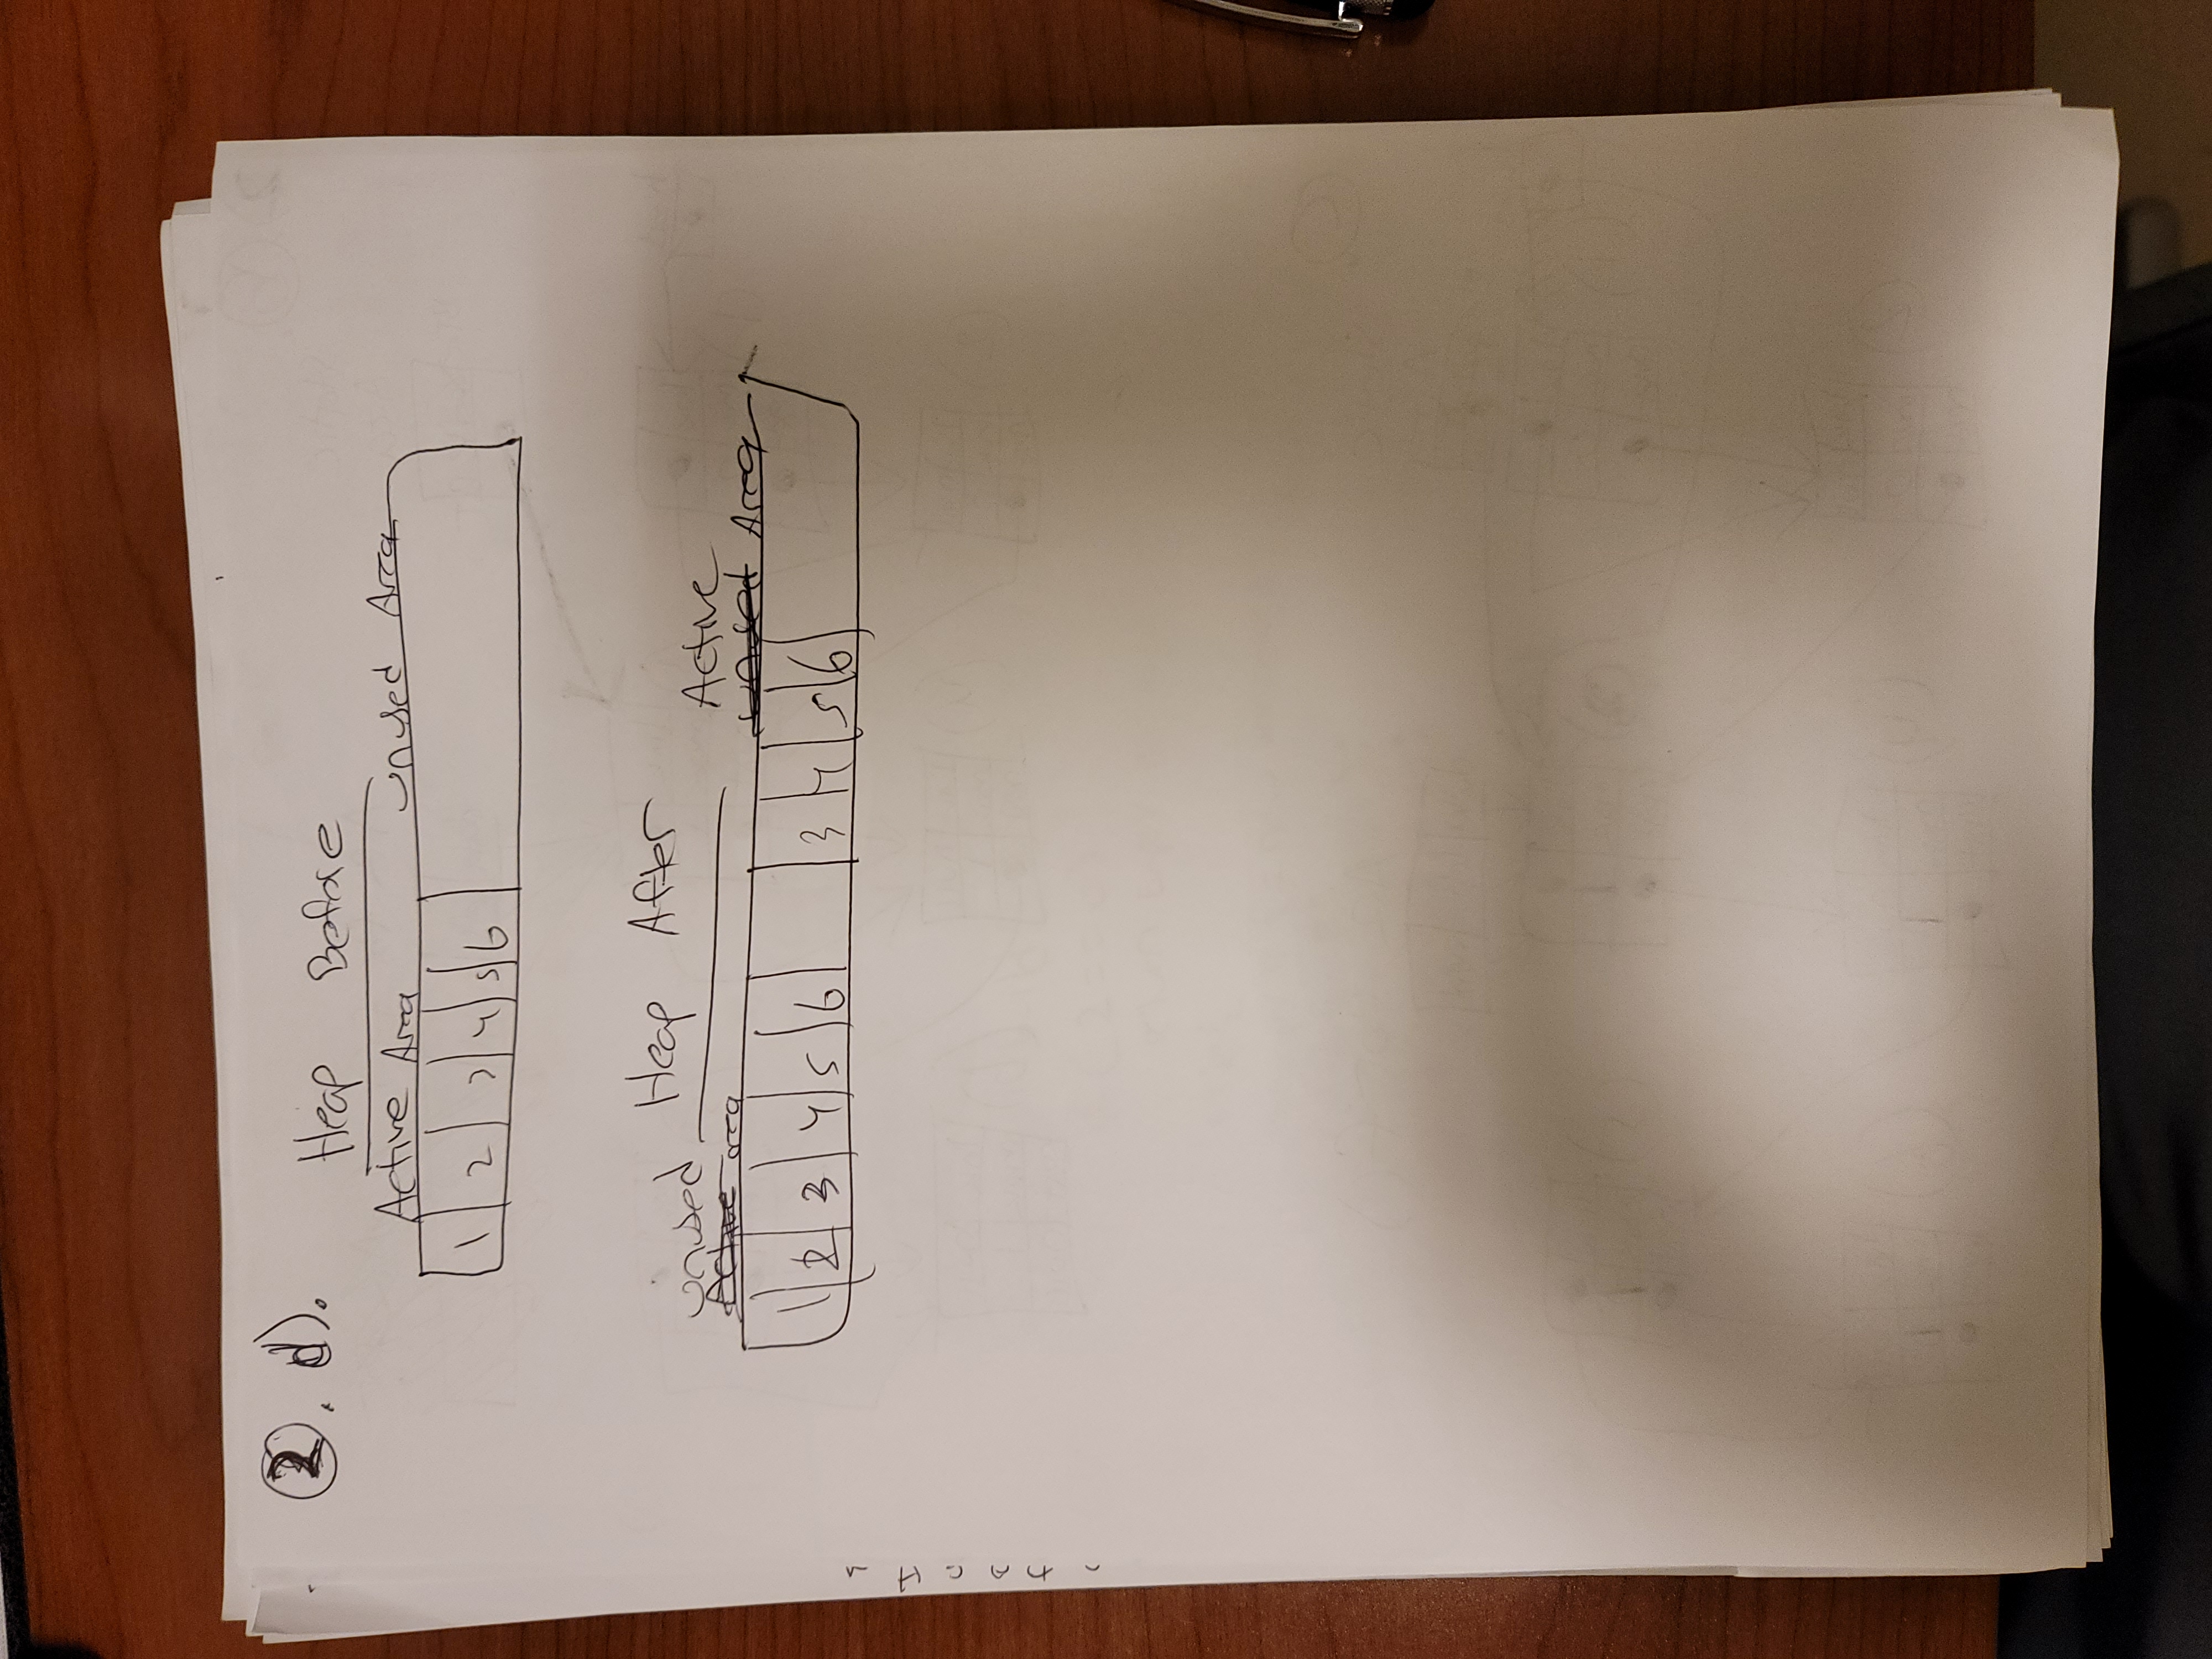 2. d).
Heap Before
Active Area unused Area
1 2 3 4 5 6
Heap After
unused Active
Active area unused Area
1 2 3 4 5 6 3 4 5 6